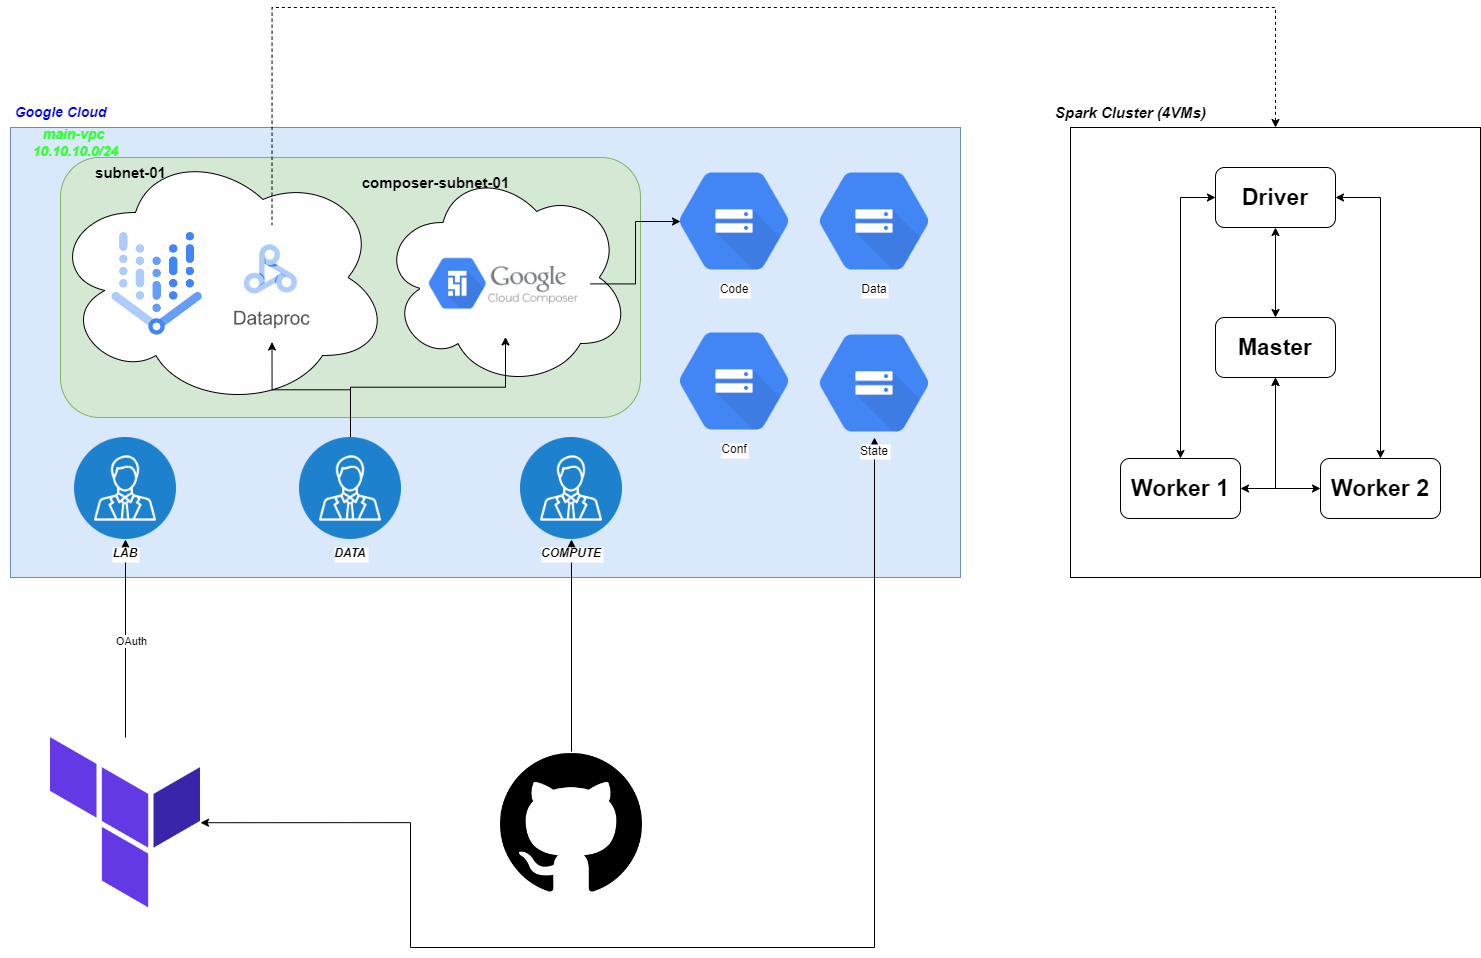 Google Cloud
main-vpc
10.10.10.0/24
subnet-01
composer-subnet-01
Dataproc
Google
Cloud Composer
Code
Data
Conf
State
LAB
DATA
COMPUTE
OAuth
Spark Cluster (4VMs)
Driver
Master
Worker 1
Worker 2